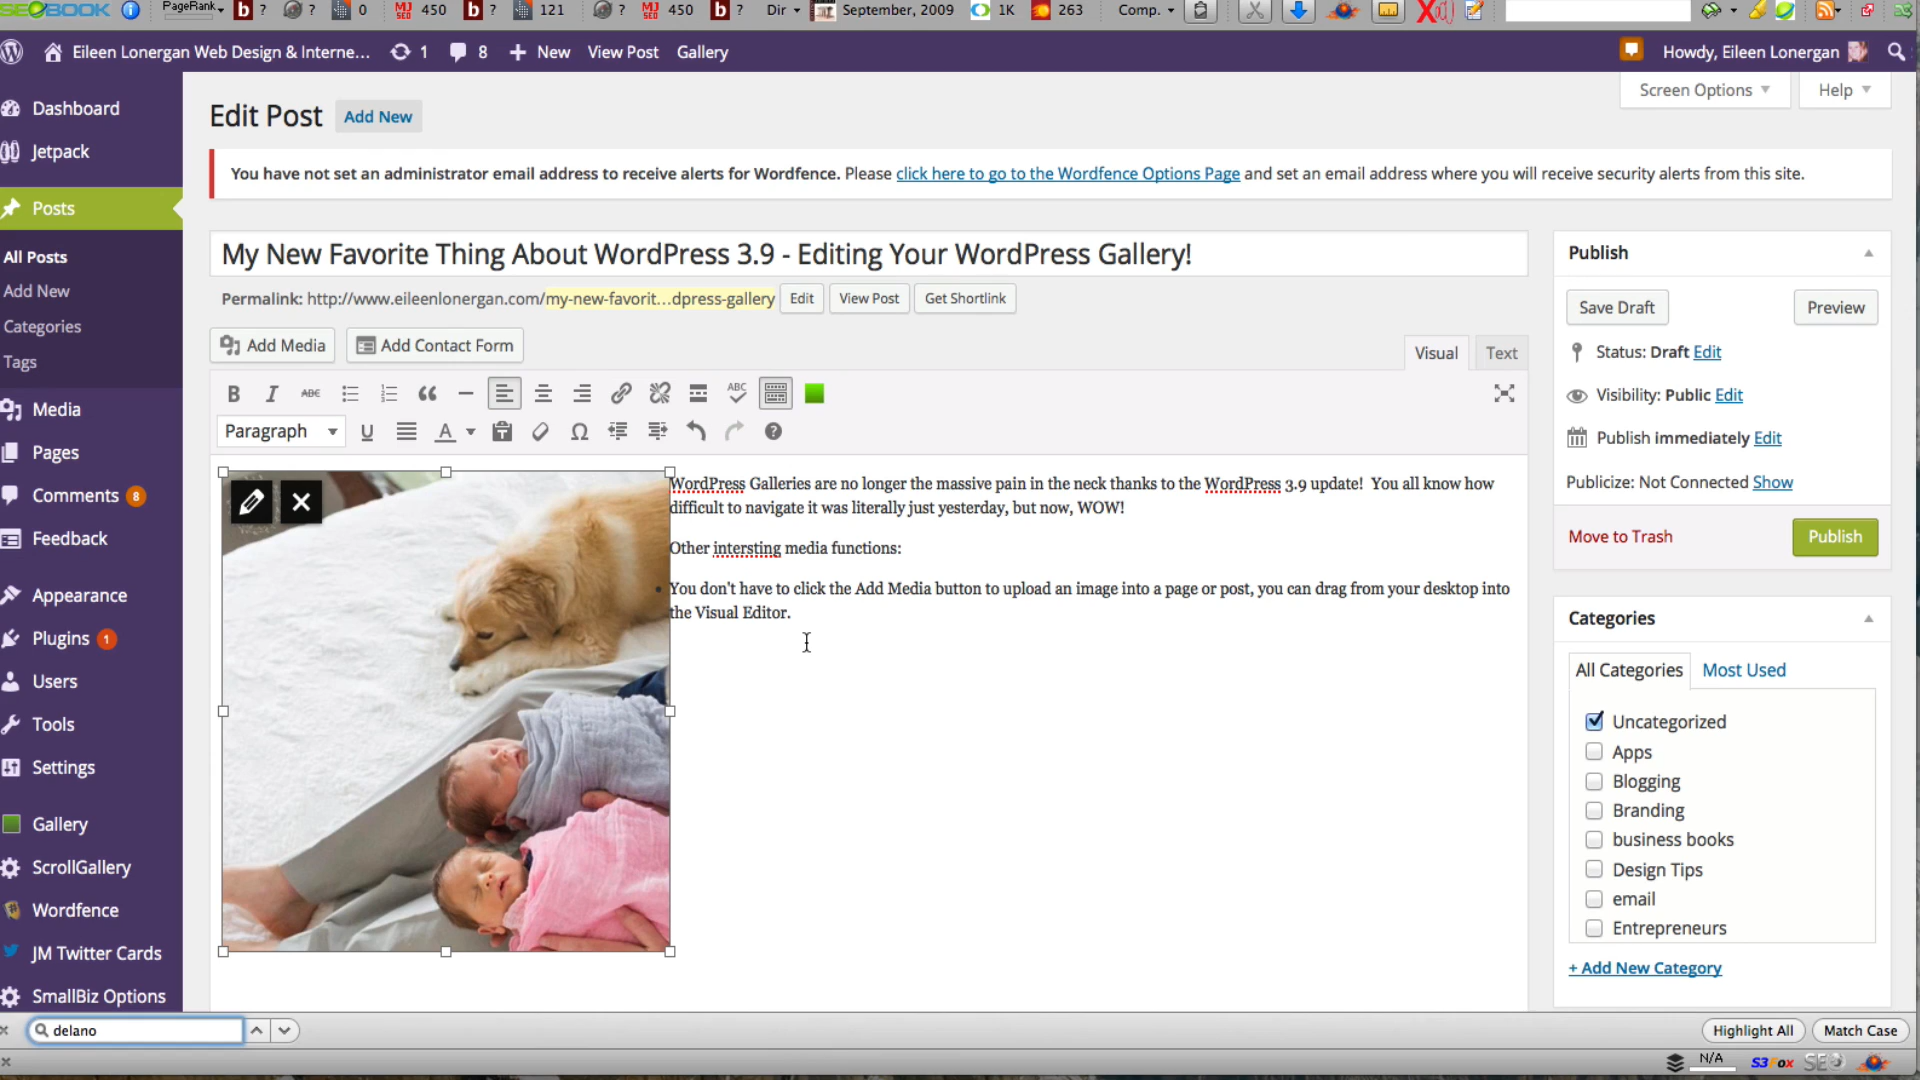 SEOBOOK PageRank ? ? 0 450 ? 121 ? 450 ? Dir September, 2009 1K 263 Comp.
Eileen Lonergan Web Design & Interne... 1 8 New View Post Gallery Howdy, Eileen Lonergan
Screen Options Help
Dashboard
Jetpack
Posts
All Posts
Add New
Categories
Tags
Media
Pages
Comments 8
Feedback
Appearance
Plugins 1
Users
Tools
Settings
Gallery
ScrollGallery
Wordfence
JM Twitter Cards
SmallBiz Options
Edit Post Add New
You have not set an administrator email address to receive alerts for Wordfence. Please click here to go to the Wordfence Options Page and set an email address where you will receive security alerts from this site.
My New Favorite Thing About WordPress 3.9 - Editing Your WordPress Gallery!
Permalink: http://www.eileenlonergan.com/my-new-favorit...dpress-gallery Edit View Post Get Shortlink
Add Media Add Contact Form Visual Text
B I ABC ABC
Paragraph U A Ω ?
WordPress Galleries are no longer the massive pain in the neck thanks to the WordPress 3.9 update! You all know how
difficult to navigate it was literally just yesterday, but now, WOW!
Other intersting media functions:
• You don't have to click the Add Media button to upload an image into a page or post, you can drag from your desktop into
the Visual Editor.
Publish
Save Draft Preview
Status: Draft Edit
Visibility: Public Edit
Publish immediately Edit
Publicize: Not Connected Show
Move to Trash Publish
Categories
All Categories Most Used
Uncategorized
Apps
Blogging
Branding
business books
Design Tips
email
Entrepreneurs
+ Add New Category
delano Highlight All Match Case
N/A S3Fox SE